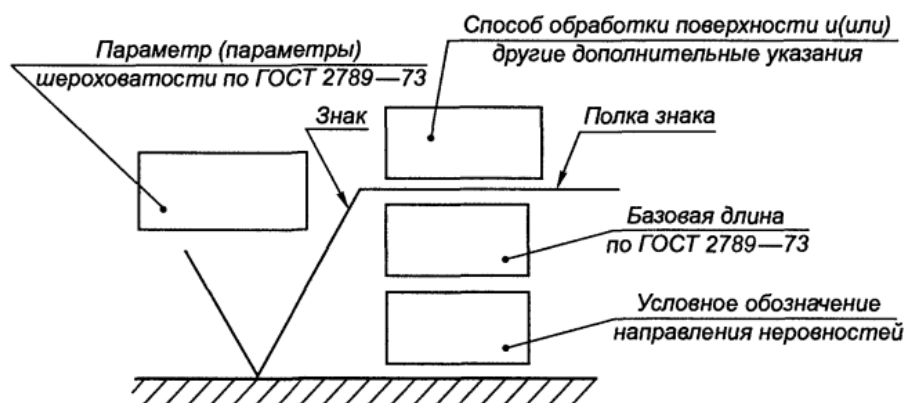 Параметр (параметры)
шероховатости по ГОСТ 2789—73
Способ обработки поверхности и(или)
другие дополнительные указания
Знак
Полка знака
Базовая длина
по ГОСТ 2789—73
Условное обозначение
направления неровностей